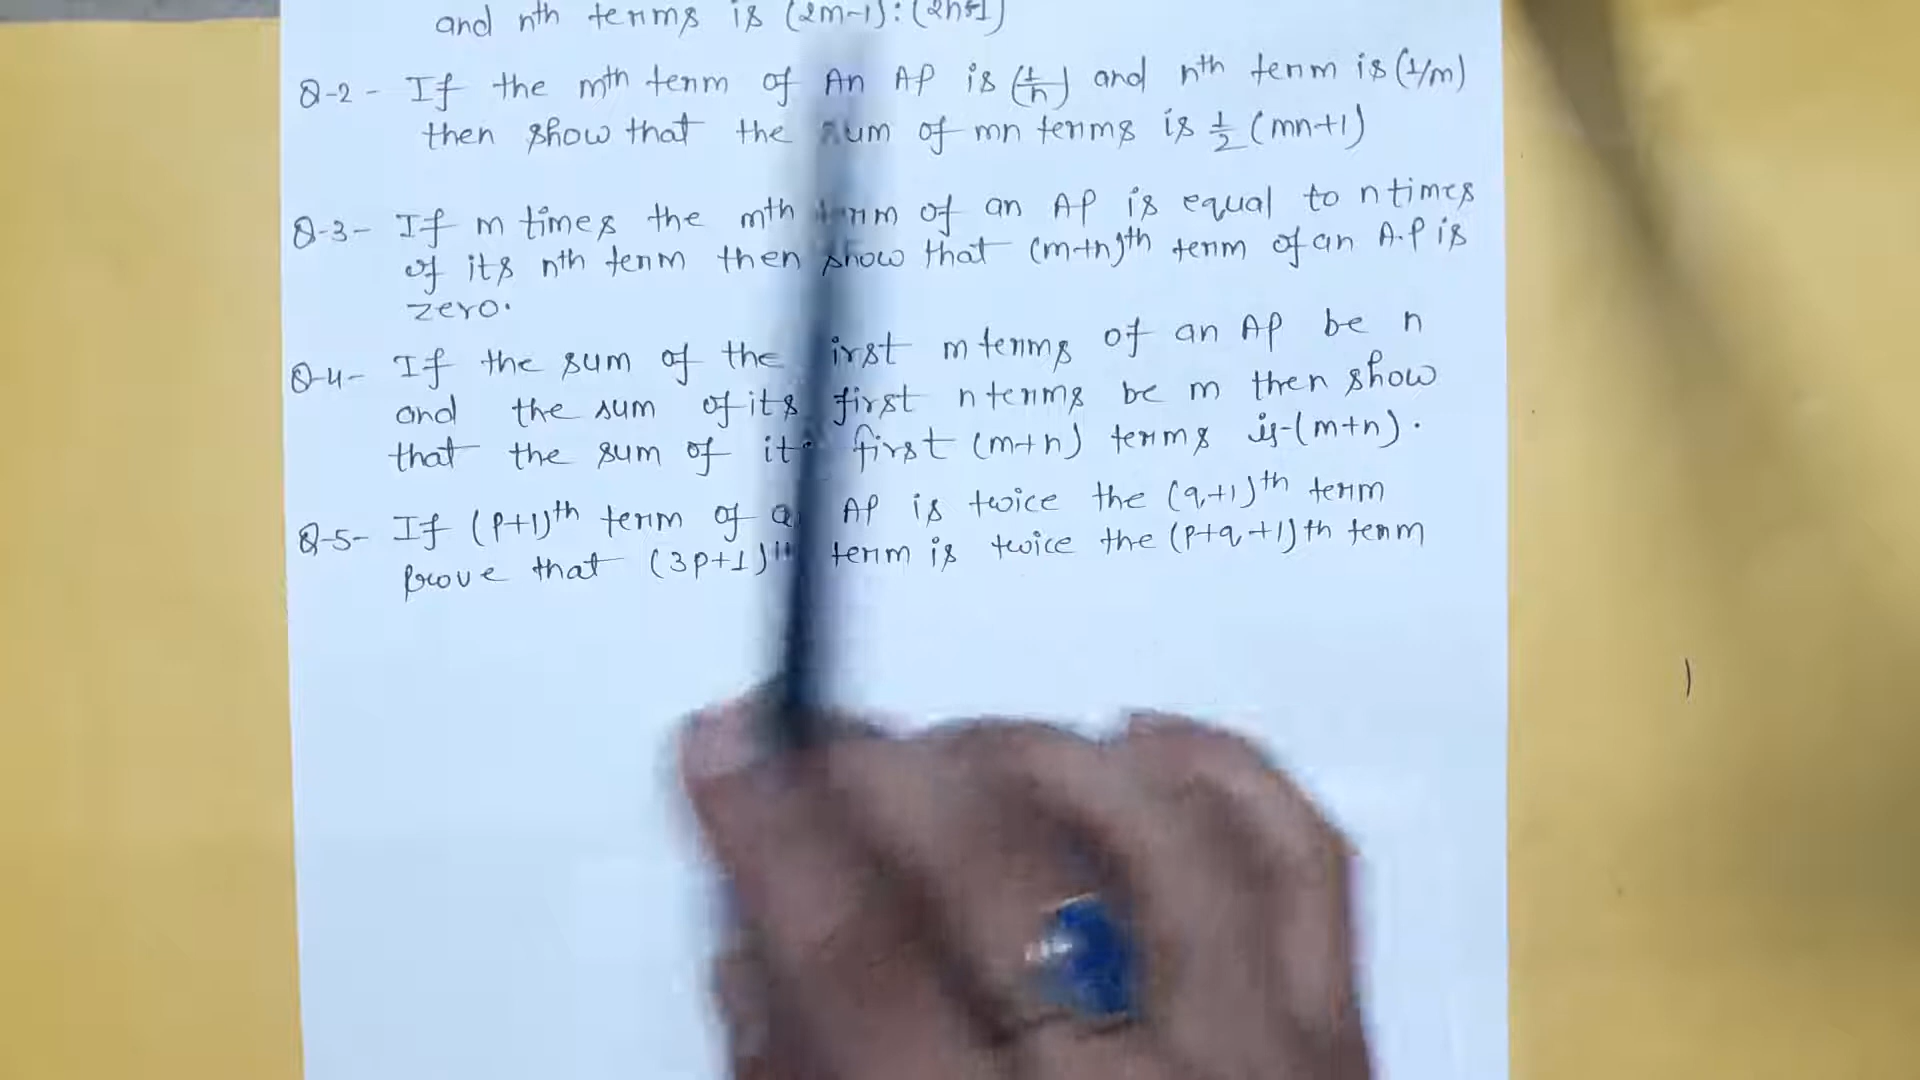 and nth terms is (2m-1):(2n-1)
Q-2- If the mth term of An AP is (1/n) and nth term is (1/m)
then show that the sum of mn terms is 1/2 (mn+1)
Q-3- If m times the mth term of an AP is equal to n times
of its nth term then show that (m+n)th term of an A.P is
zero.
Q-4- If the sum of the first m terms of an AP be n
and the sum of its first n terms be m then show
that the sum of its first (m+n) terms is -(m+n).
Q-5- If (p+1)th term of a AP is twice the (q+1)th term
prove that (3p+1)th term is twice the (p+q+1)th term